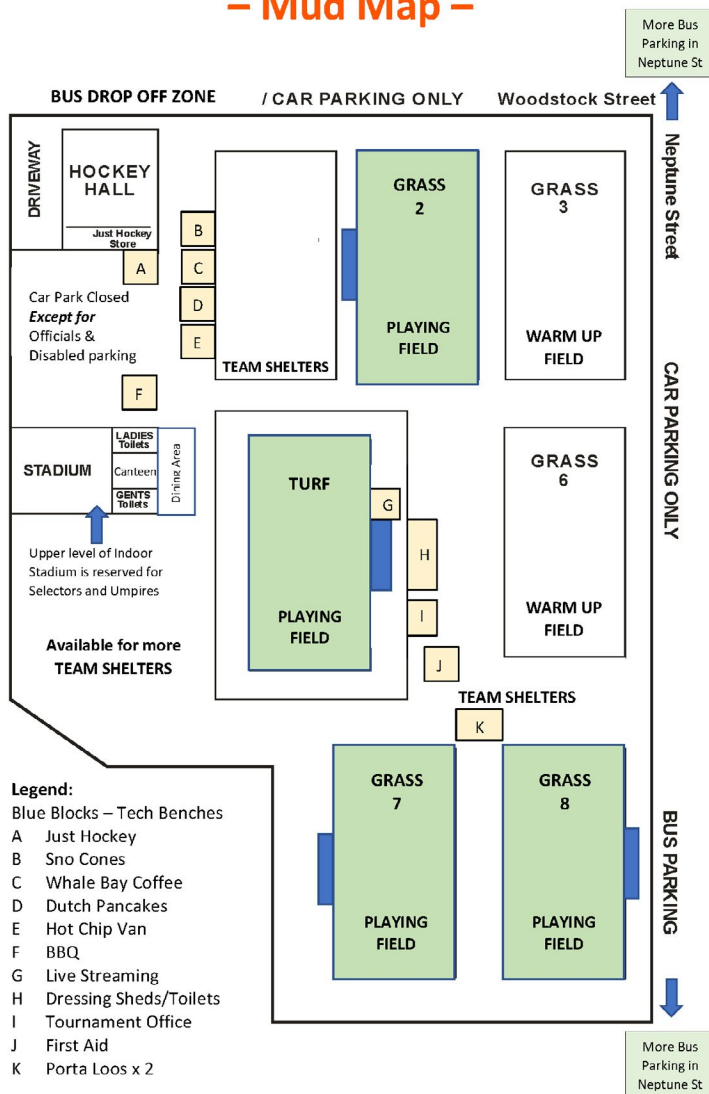 – Mud Map –
More Bus
Parking in
Neptune St
BUS DROP OFF ZONE
/ CAR PARKING ONLY
Woodstock Street
DRIVEWAY
HOCKEY
HALL
Just Hockey
Store
A
B
C
D
E
TEAM SHELTERS
GRASS
2
PLAYING
FIELD
GRASS
3
WARM UP
FIELD
Neptune Street
Car Park Closed
Except for
Officials &
Disabled parking
F
STADIUM
LADIES
Toilets
Canteen
GENTS
Toilets
Dining Area
Upper level of Indoor
Stadium is reserved for
Selectors and Umpires
Available for more
TEAM SHELTERS
TURF
PLAYING
FIELD
G
H
I
J
GRASS
6
WARM UP
FIELD
CAR PARKING ONLY
TEAM SHELTERS
K
GRASS
7
PLAYING
FIELD
GRASS
8
PLAYING
FIELD
BUS PARKING
Legend:
Blue Blocks – Tech Benches
A Just Hockey
B Sno Cones
C Whale Bay Coffee
D Dutch Pancakes
E Hot Chip Van
F BBQ
G Live Streaming
H Dressing Sheds/Toilets
I Tournament Office
J First Aid
K Porta Loos x 2
More Bus
Parking in
Neptune St